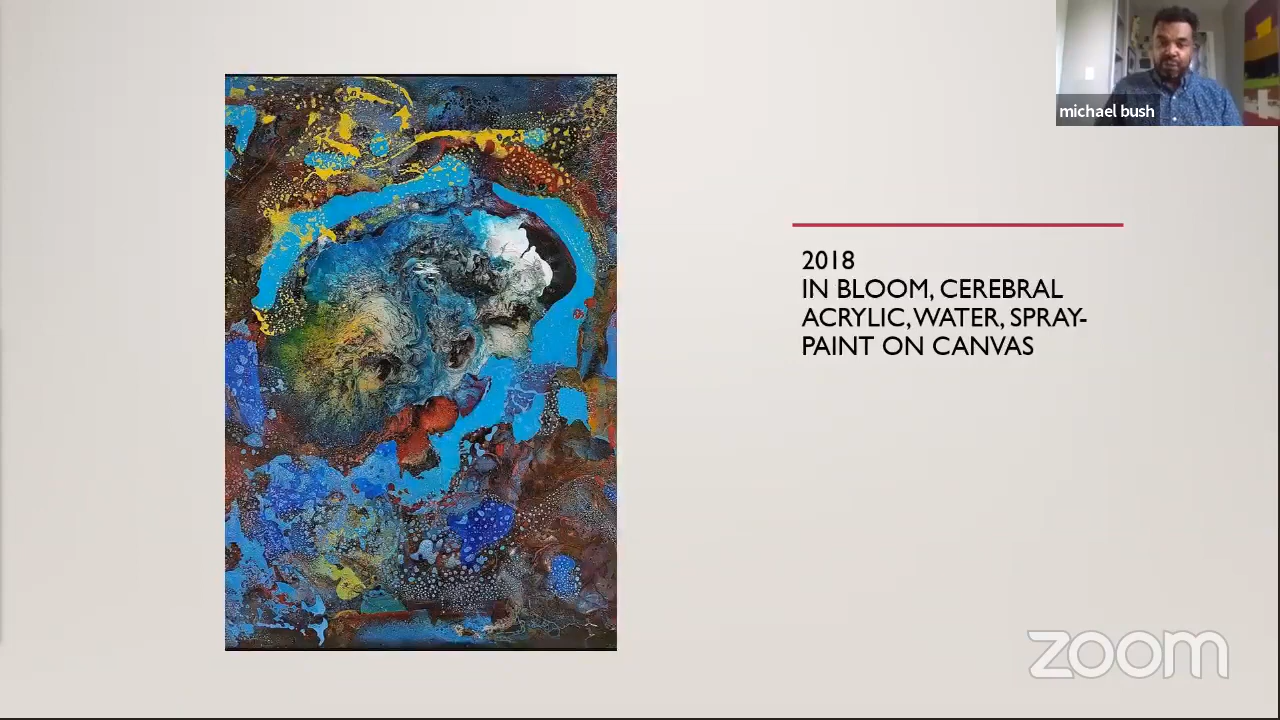 michael bush
2018
IN BLOOM, CEREBRAL
ACRYLIC, WATER, SPRAY-
PAINT ON CANVAS
zoom